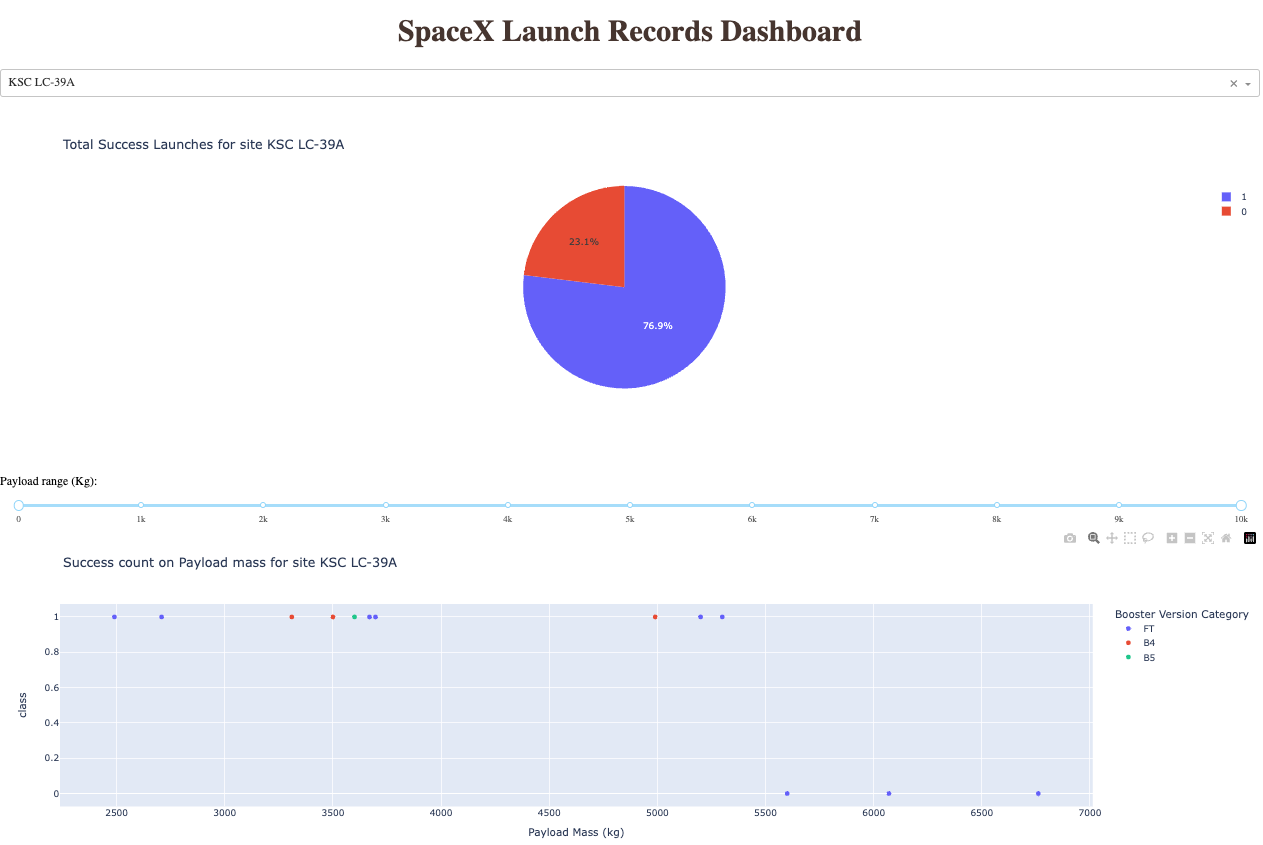 SpaceX Launch Records Dashboard
KSC LC-39A
Total Success Launches for site KSC LC-39A
1
0
23.1%
76.9%
Payload range (Kg):
0 1k 2k 3k 4k 5k 6k 7k 8k 9k 10k
Success count on Payload mass for site KSC LC-39A
Booster Version Category
FT
B4
B5
class
1
0.8
0.6
0.4
0.2
0
2500 3000 3500 4000 4500 5000 5500 6000 6500 7000
Payload Mass (kg)